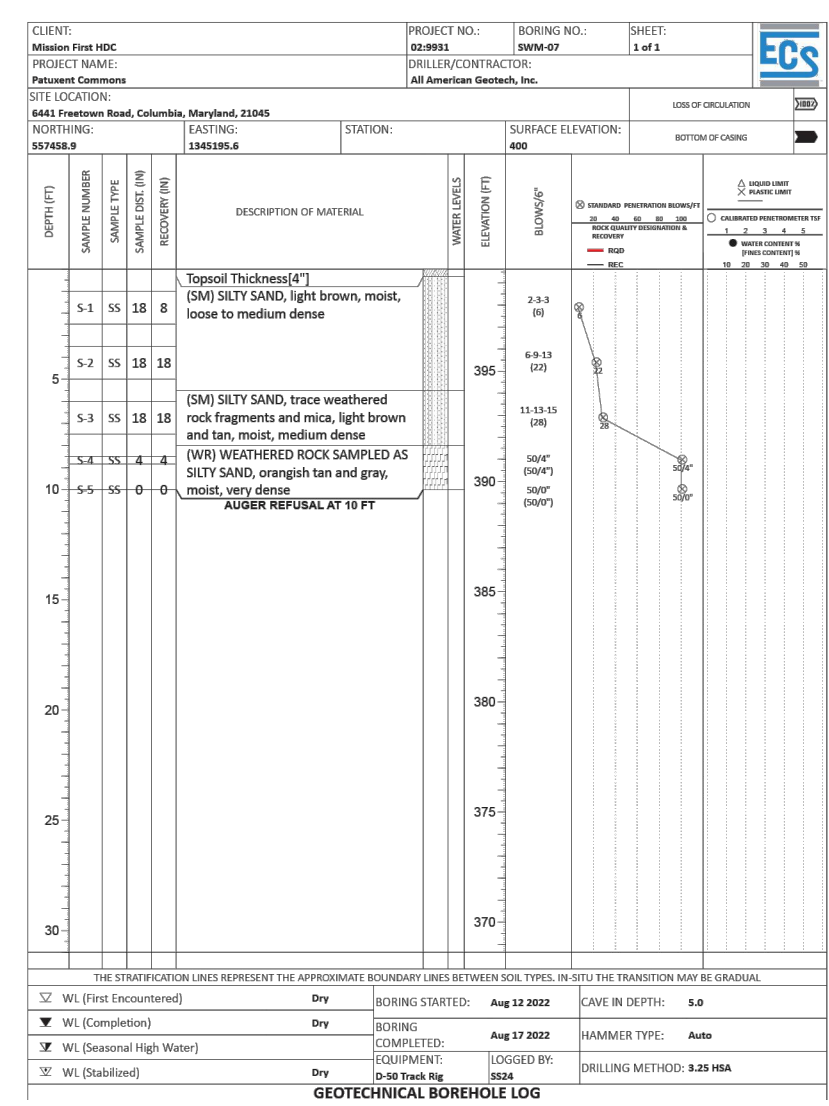 CLIENT:
Mission First HDC
PROJECT NO.:
02:9931
BORING NO.:
SWM-07
SHEET:
1 of 1
ECS
PROJECT NAME:
Patuxent Commons
DRILLER/CONTRACTOR:
All American Geotech, Inc.
SITE LOCATION:
6441 Freetown Road, Columbia, Maryland, 21045
LOSS OF CIRCULATION
100%
NORTHING:
557458.9
EASTING:
1345195.6
STATION:
SURFACE ELEVATION:
400
BOTTOM OF CASING
DEPTH (FT)
SAMPLE NUMBER
SAMPLE TYPE
SAMPLE DIST. (IN)
RECOVERY (IN)
DESCRIPTION OF MATERIAL
WATER LEVELS
ELEVATION (FT)
BLOWS/6"
STANDARD PENETRATION BLOWS/FT
20 40 60 80 100
ROCK QUALITY DESIGNATION &
RECOVERY
RQD
REC
LIQUID LIMIT
PLASTIC LIMIT
CALIBRATED PENETROMETER TSF
1 2 3 4 5
WATER CONTENT %
[FINES CONTENT] %
10 20 30 40 50
Topsoil Thickness[4"]
S-1 SS 18 8
(SM) SILTY SAND, light brown, moist,
loose to medium dense
2-3-3
(6)
6
S-2 SS 18 18
6-9-13
(22)
22
5
395
S-3 SS 18 18
(SM) SILTY SAND, trace weathered
rock fragments and mica, light brown
and tan, moist, medium dense
11-13-15
(28)
28
S-4 SS 4 4
(WR) WEATHERED ROCK SAMPLED AS
SILTY SAND, orangish tan and gray,
moist, very dense
50/4"
(50/4")
50/4"
10
S-5 SS 0 0
390
50/0"
(50/0")
50/0"
AUGER REFUSAL AT 10 FT
15
385
20
380
25
375
30
370
THE STRATIFICATION LINES REPRESENT THE APPROXIMATE BOUNDARY LINES BETWEEN SOIL TYPES. IN-SITU THE TRANSITION MAY BE GRADUAL
WL (First Encountered) Dry
BORING STARTED: Aug 12 2022
CAVE IN DEPTH: 5.0
WL (Completion) Dry
BORING
COMPLETED: Aug 17 2022
HAMMER TYPE: Auto
WL (Seasonal High Water)
EQUIPMENT:
D-50 Track Rig
LOGGED BY:
SS24
DRILLING METHOD: 3.25 HSA
WL (Stabilized) Dry
GEOTECHNICAL BOREHOLE LOG